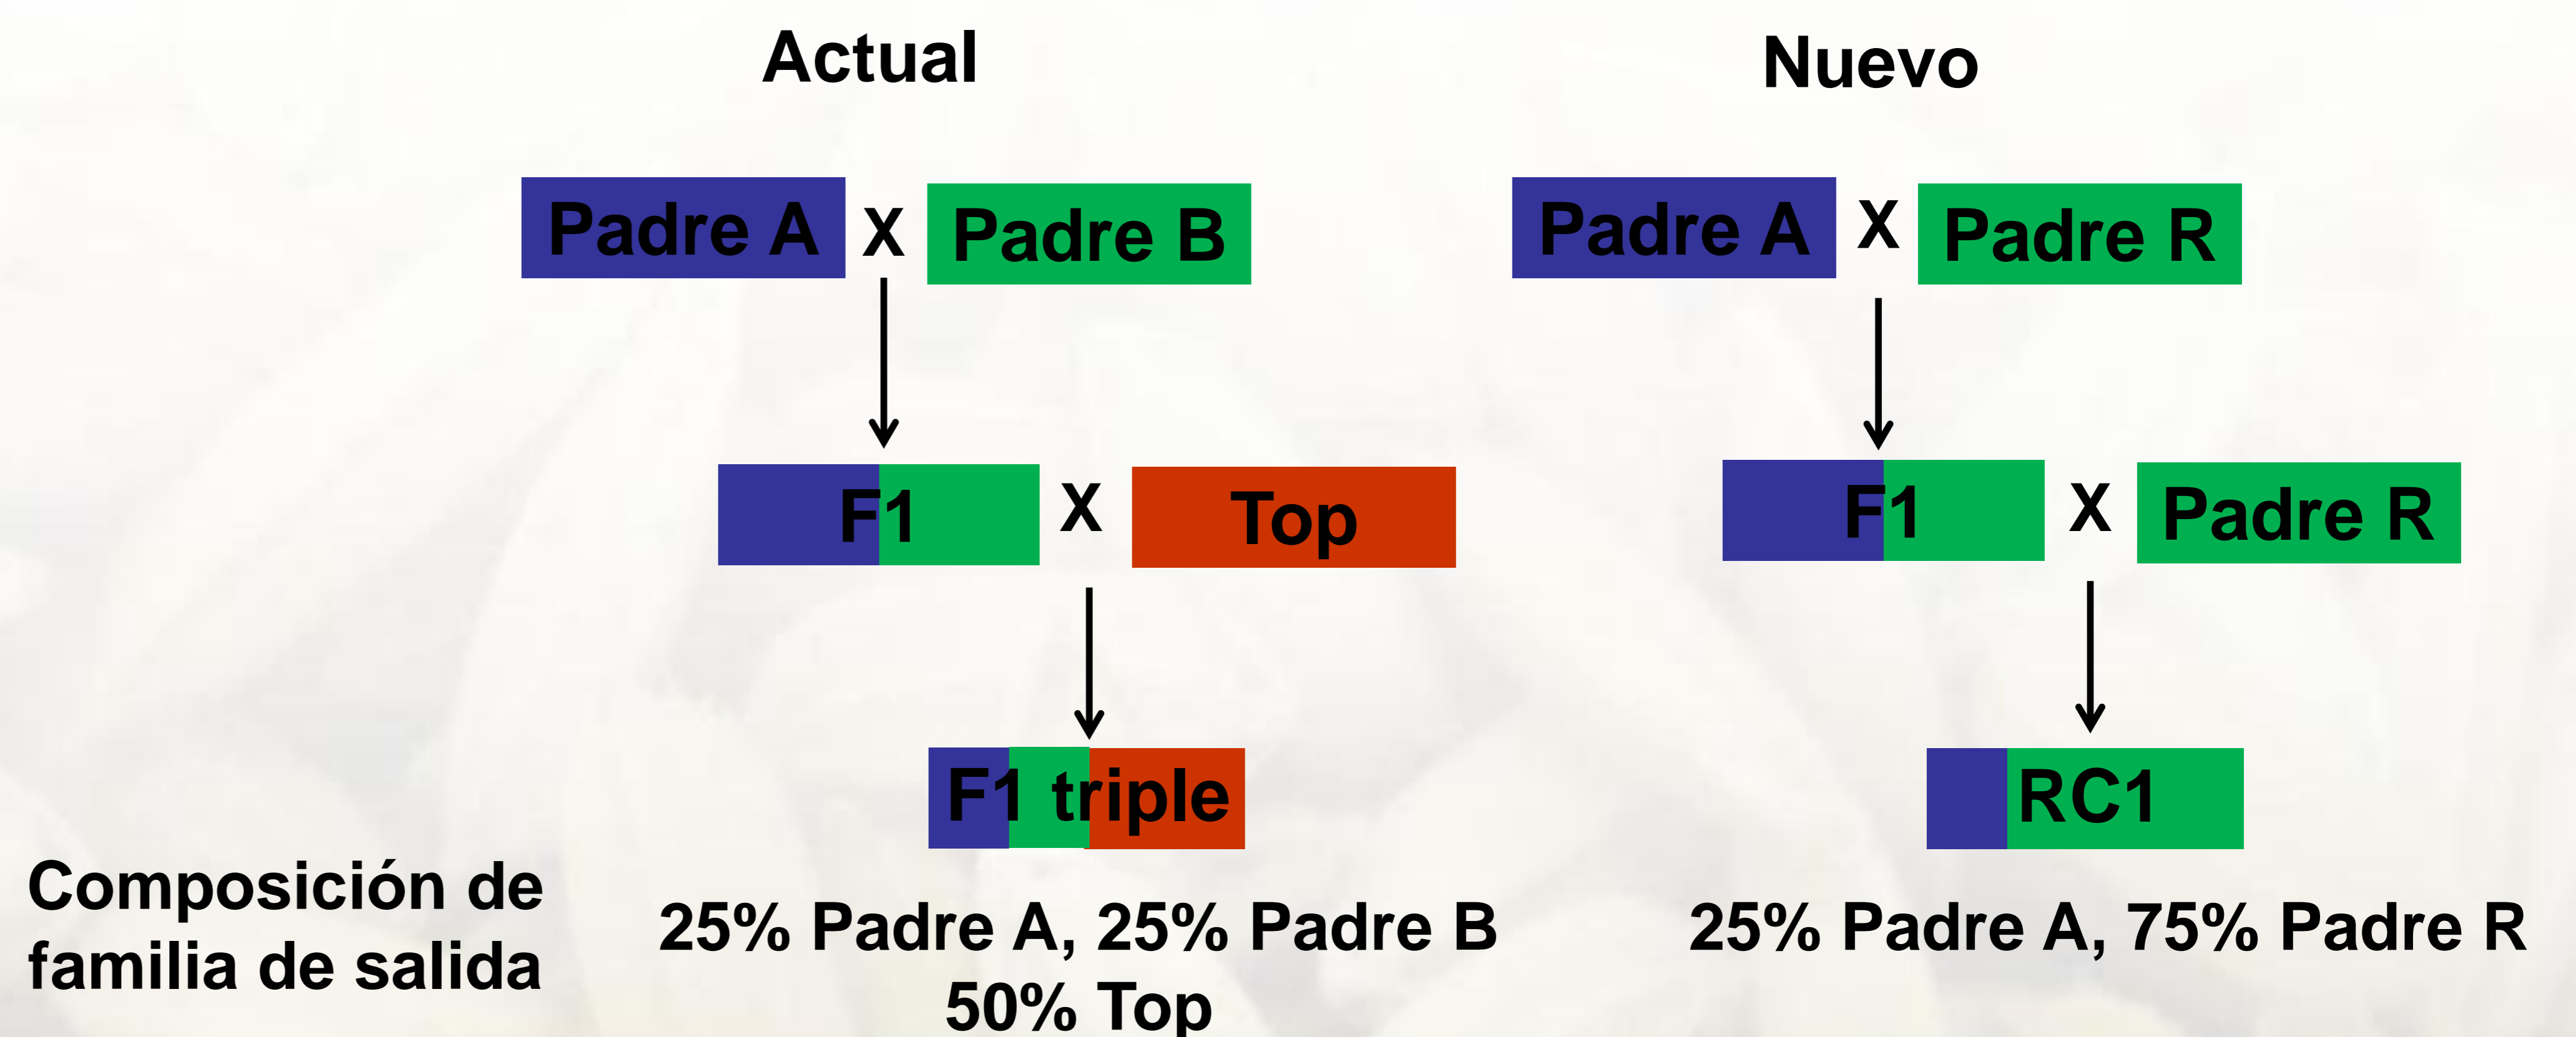 Actual
Nuevo
Padre A X Padre B
Padre A X Padre R
F1 X Top
F1 X Padre R
F1 triple
RC1
Composición de
familia de salida
25% Padre A, 25% Padre B
50% Top
25% Padre A, 75% Padre R